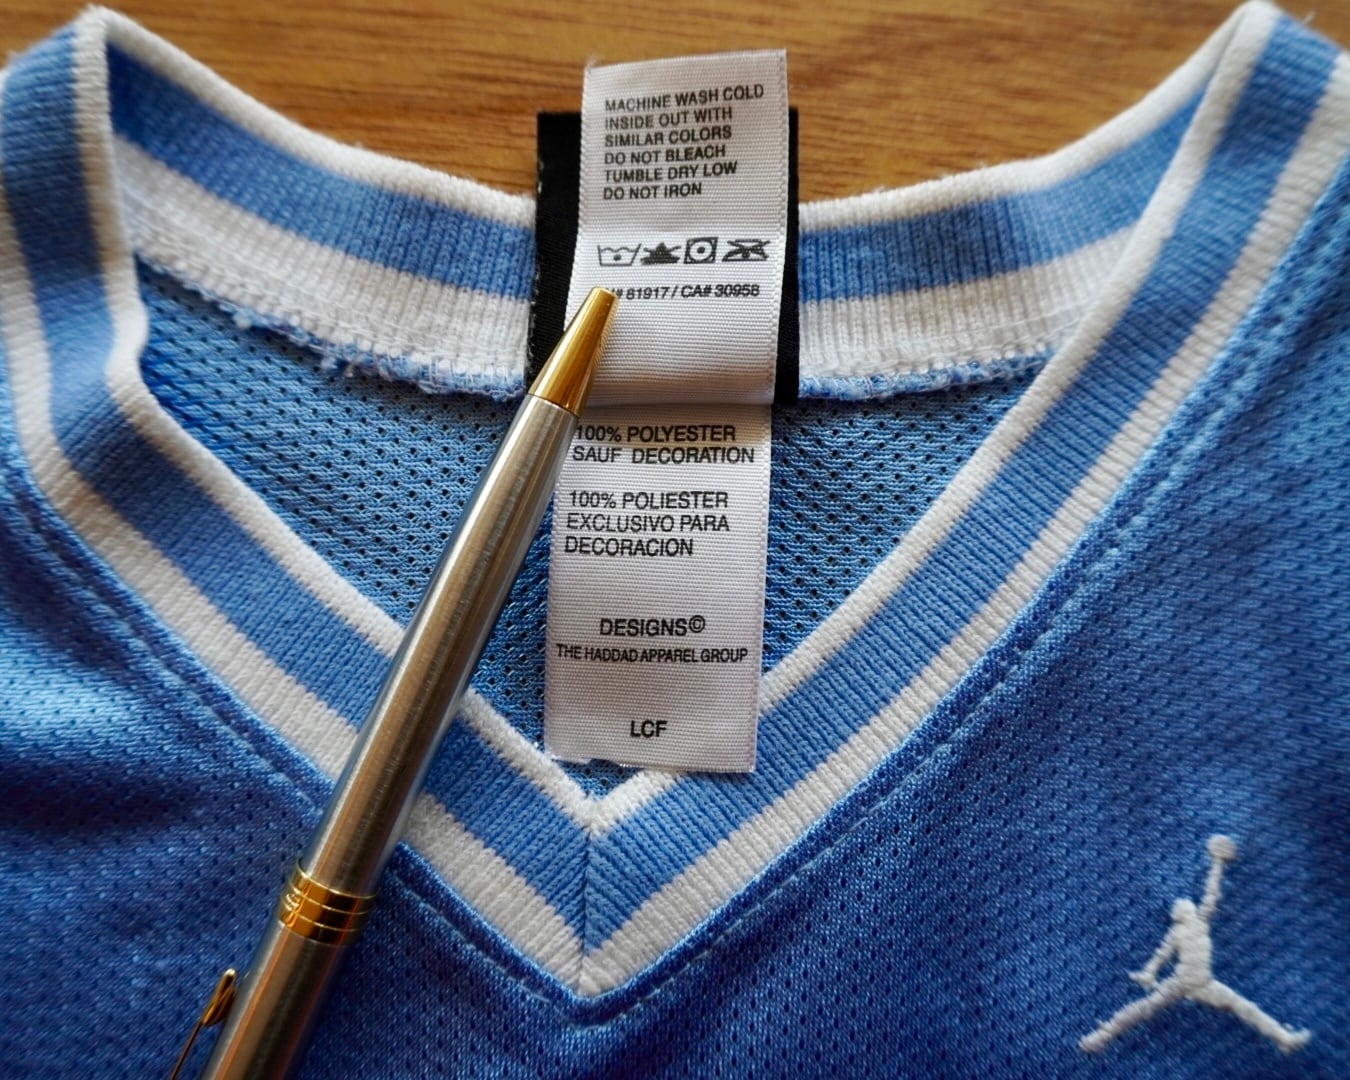 MACHINE WASH COLD
INSIDE OUT WITH
SIMILAR COLORS
DO NOT BLEACH
TUMBLE DRY LOW
DO NOT IRON
# 81917 / CA# 30958
100% POLYESTER
SAUF DECORATION
100% POLIESTER
EXCLUSIVO PARA
DECORACION
DESIGNS©
THE HADDAD APPAREL GROUP
LCF